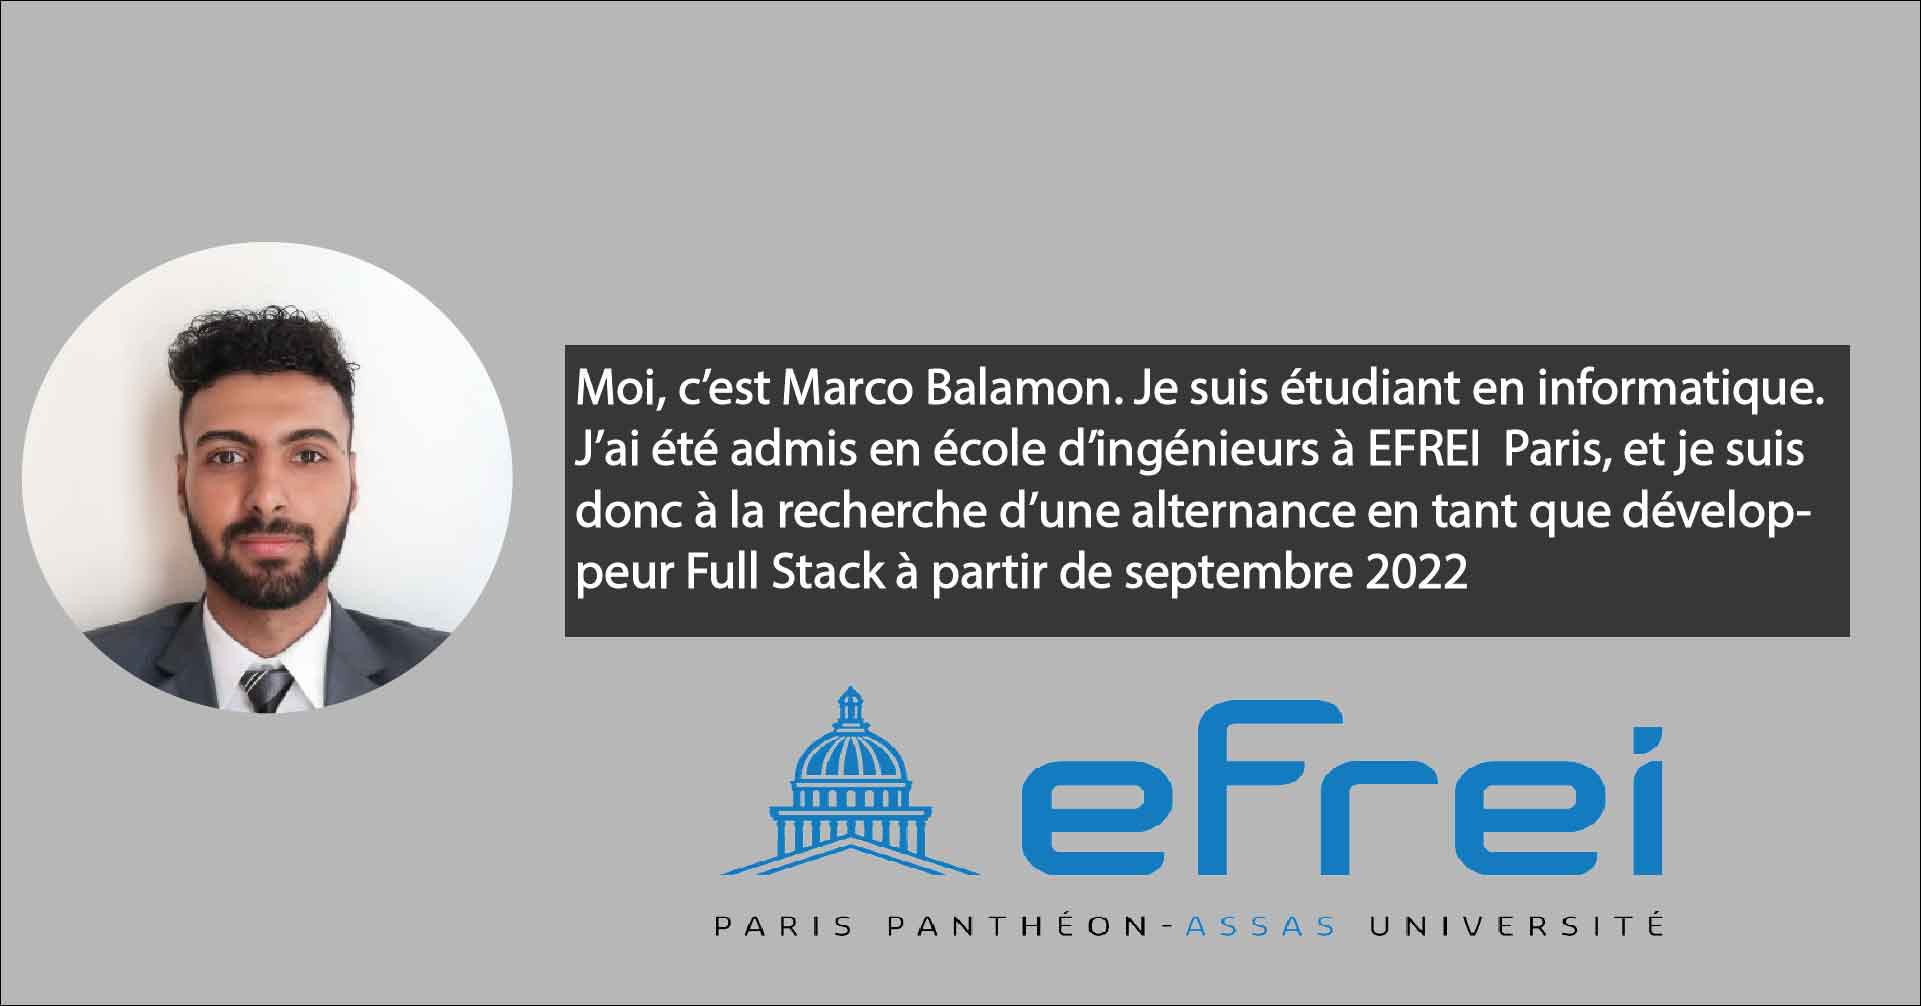 Moi, c’est Marco Balamon. Je suis étudiant en informatique.
J’ai été admis en école d’ingénieurs à EFREI  Paris, et je suis
donc à la recherche d’une alternance en tant que dévelop-
peur Full Stack à partir de septembre 2022
efrei
PARIS PANTHÉON-ASSAS UNIVERSITÉ